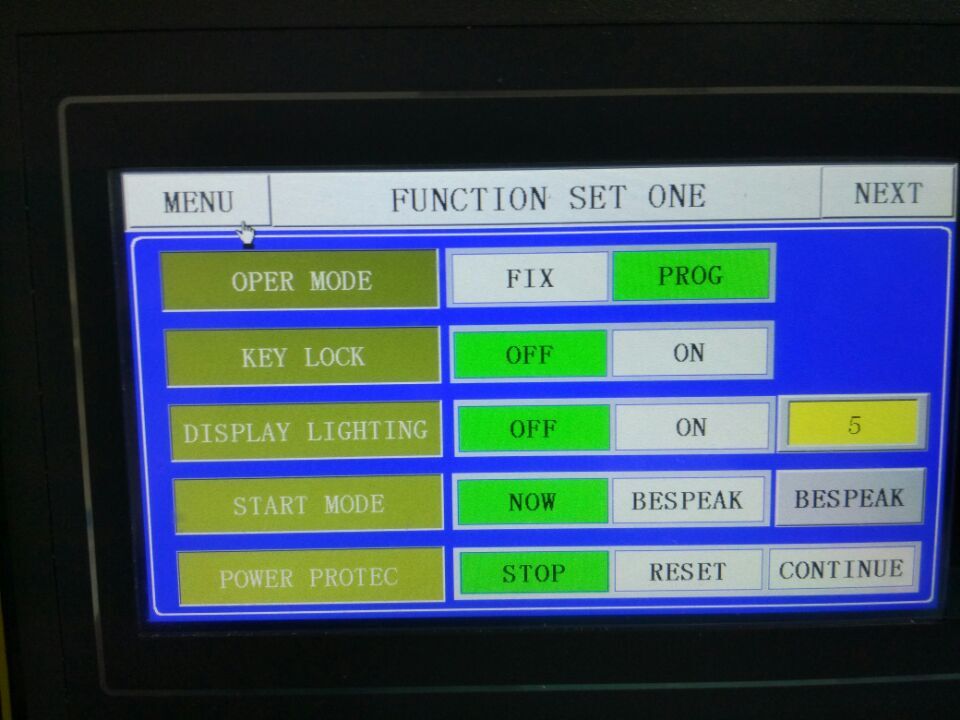 MENU FUNCTION SET ONE NEXT
OPER MODE FIX PROG
KEY LOCK OFF ON
DISPLAY LIGHTING OFF ON 5
START MODE NOW BESPEAK BESPEAK
POWER PROTEC STOP RESET CONTINUE